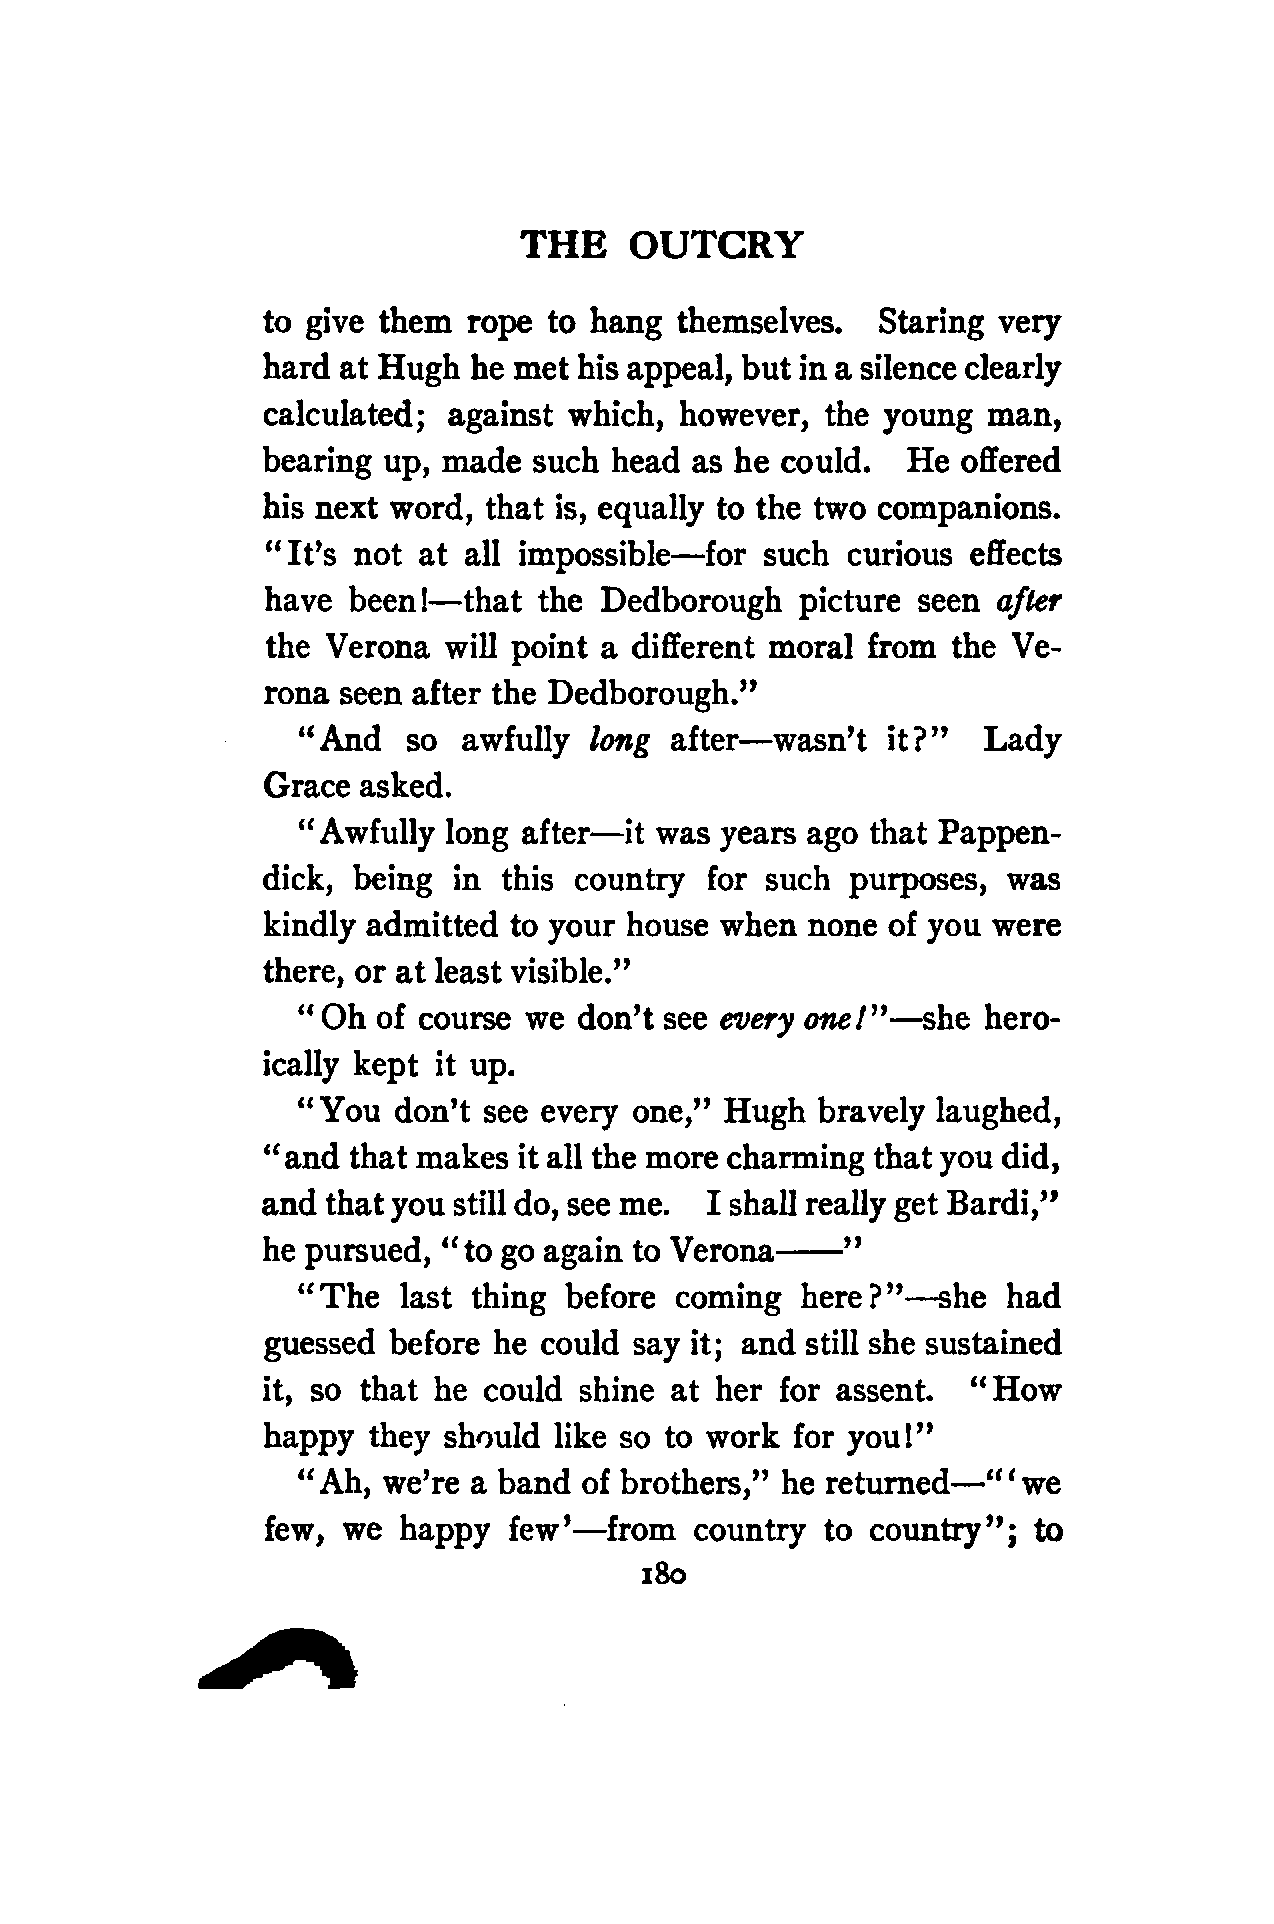 THE OUTCRY
to give them rope to hang themselves. Staring very
hard at Hugh he met his appeal, but in a silence clearly
calculated; against which, however, the young man,
bearing up, made such head as he could. He offered
his next word, that is, equally to the two companions.
"It's not at all impossible—for such curious effects
have been!—that the Dedborough picture seen after
the Verona will point a different moral from the Ve-
rona seen after the Dedborough."
"And so awfully long after—wasn't it?" Lady
Grace asked.
"Awfully long after—it was years ago that Pappen-
dick, being in this country for such purposes, was
kindly admitted to your house when none of you were
there, or at least visible."
"Oh of course we don't see every one!"—she hero-
ically kept it up.
"You don't see every one," Hugh bravely laughed,
"and that makes it all the more charming that you did,
and that you still do, see me. I shall really get Bardi,"
he pursued, "to go again to Verona——"
"The last thing before coming here?"—she had
guessed before he could say it; and still she sustained
it, so that he could shine at her for assent. "How
happy they should like so to work for you!"
"Ah, we're a band of brothers," he returned—"'we
few, we happy few'—from country to country"; to
180